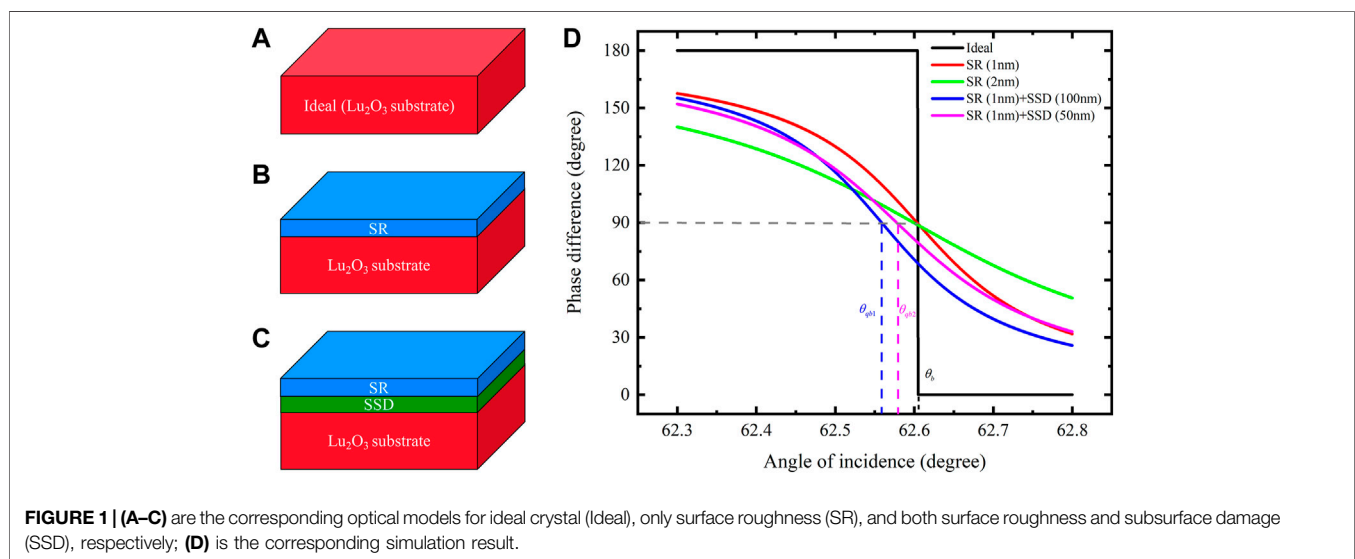 A
Ideal (Lu₂O₃ substrate)
B
SR
Lu₂O₃ substrate
C
SR
SSD
Lu₂O₃ substrate
D
Phase difference (degree)
180
150
120
90
60
30
0
Ideal
SR (1nm)
SR (2nm)
SR (1nm)+SSD (100nm)
SR (1nm)+SSD (50nm)
θqb1
θqb2
θb
62.3 62.4 62.5 62.6 62.7 62.8
Angle of incidence (degree)
FIGURE 1 | (A–C) are the corresponding optical models for ideal crystal (Ideal), only surface roughness (SR), and both surface roughness and subsurface damage
(SSD), respectively; (D) is the corresponding simulation result.